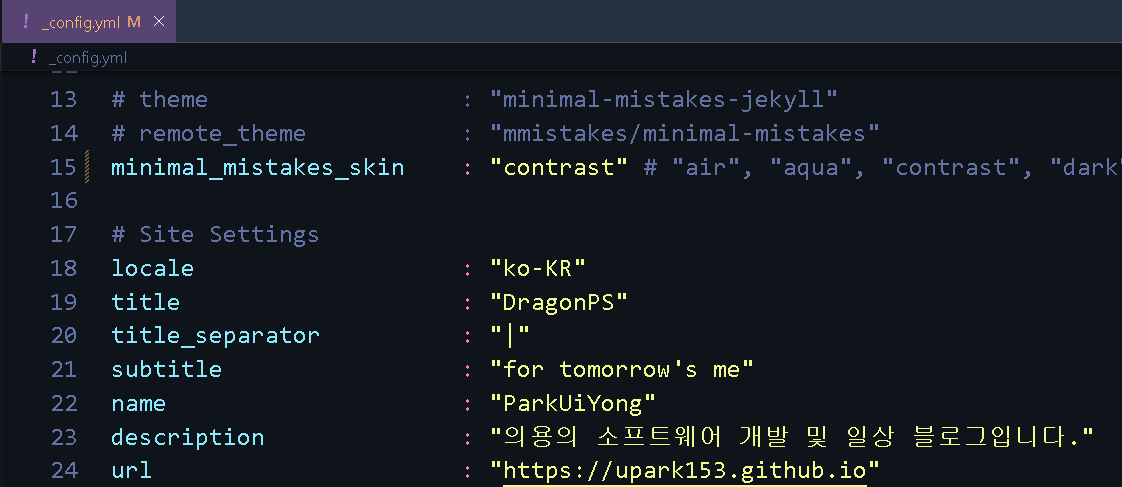 ! _config.yml M ×
! _config.yml
13 # theme : "minimal-mistakes-jekyll"
14 # remote_theme : "mmistakes/minimal-mistakes"
15 minimal_mistakes_skin : "contrast" # "air", "aqua", "contrast", "dark"
16
17 # Site Settings
18 locale : "ko-KR"
19 title : "DragonPS"
20 title_separator : "|"
21 subtitle : "for tomorrow's me"
22 name : "ParkUiYong"
23 description : "의용의 소프트웨어 개발 및 일상 블로그입니다."
24 url : "https://upark153.github.io"